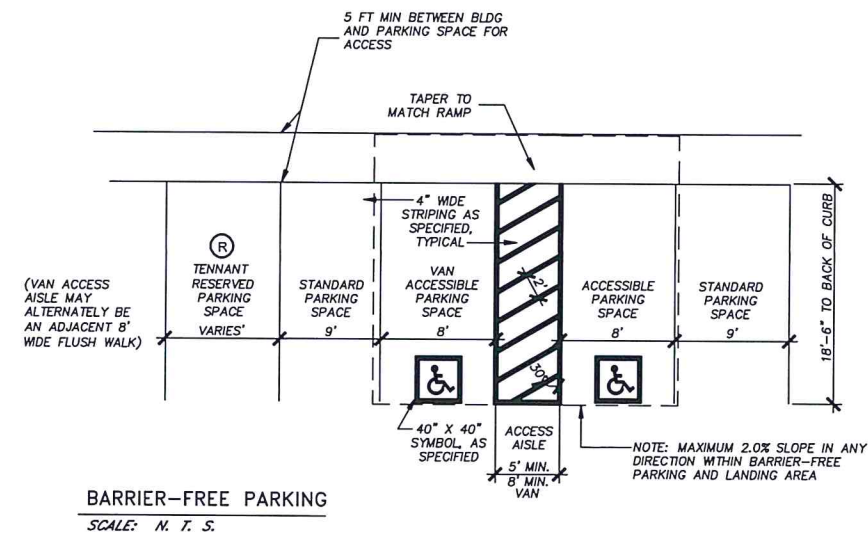 5 FT MIN BETWEEN BLDG
AND PARKING SPACE FOR
ACCESS
TAPER TO
MATCH RAMP
4" WIDE
STRIPING AS
SPECIFIED,
TYPICAL
(VAN ACCESS
AISLE MAY
ALTERNATELY BE
AN ADJACENT 8'
WIDE FLUSH WALK)
R
TENNANT
RESERVED
PARKING
SPACE
VARIES'
STANDARD
PARKING
SPACE
9'
VAN
ACCESSIBLE
PARKING
SPACE
8'
2'
30°
ACCESSIBLE
PARKING
SPACE
8'
STANDARD
PARKING
SPACE
9'
18'-6" TO BACK OF CURB
40" X 40"
SYMBOL, AS
SPECIFIED
ACCESS
AISLE
5' MIN.
8' MIN.
VAN
NOTE: MAXIMUM 2.0% SLOPE IN ANY
DIRECTION WITHIN BARRIER-FREE
PARKING AND LANDING AREA
BARRIER-FREE PARKING
SCALE: N. T. S.